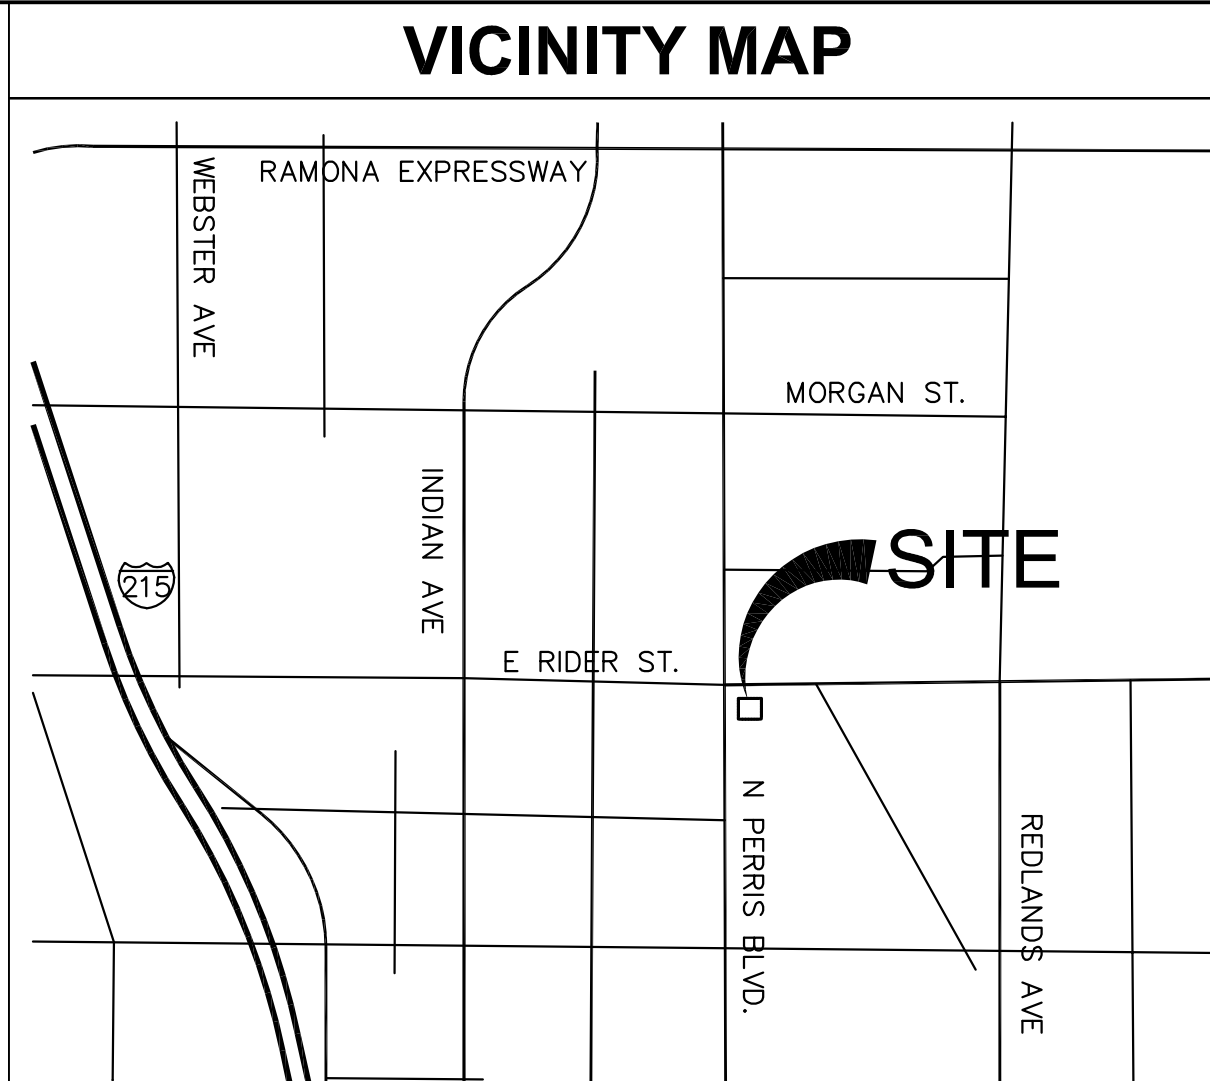 VICINITY MAP
RAMONA EXPRESSWAY
WEBSTER AVE
MORGAN ST.
INDIAN AVE
SITE
215
E RIDER ST.
N PERRIS BLVD.
REDLANDS AVE